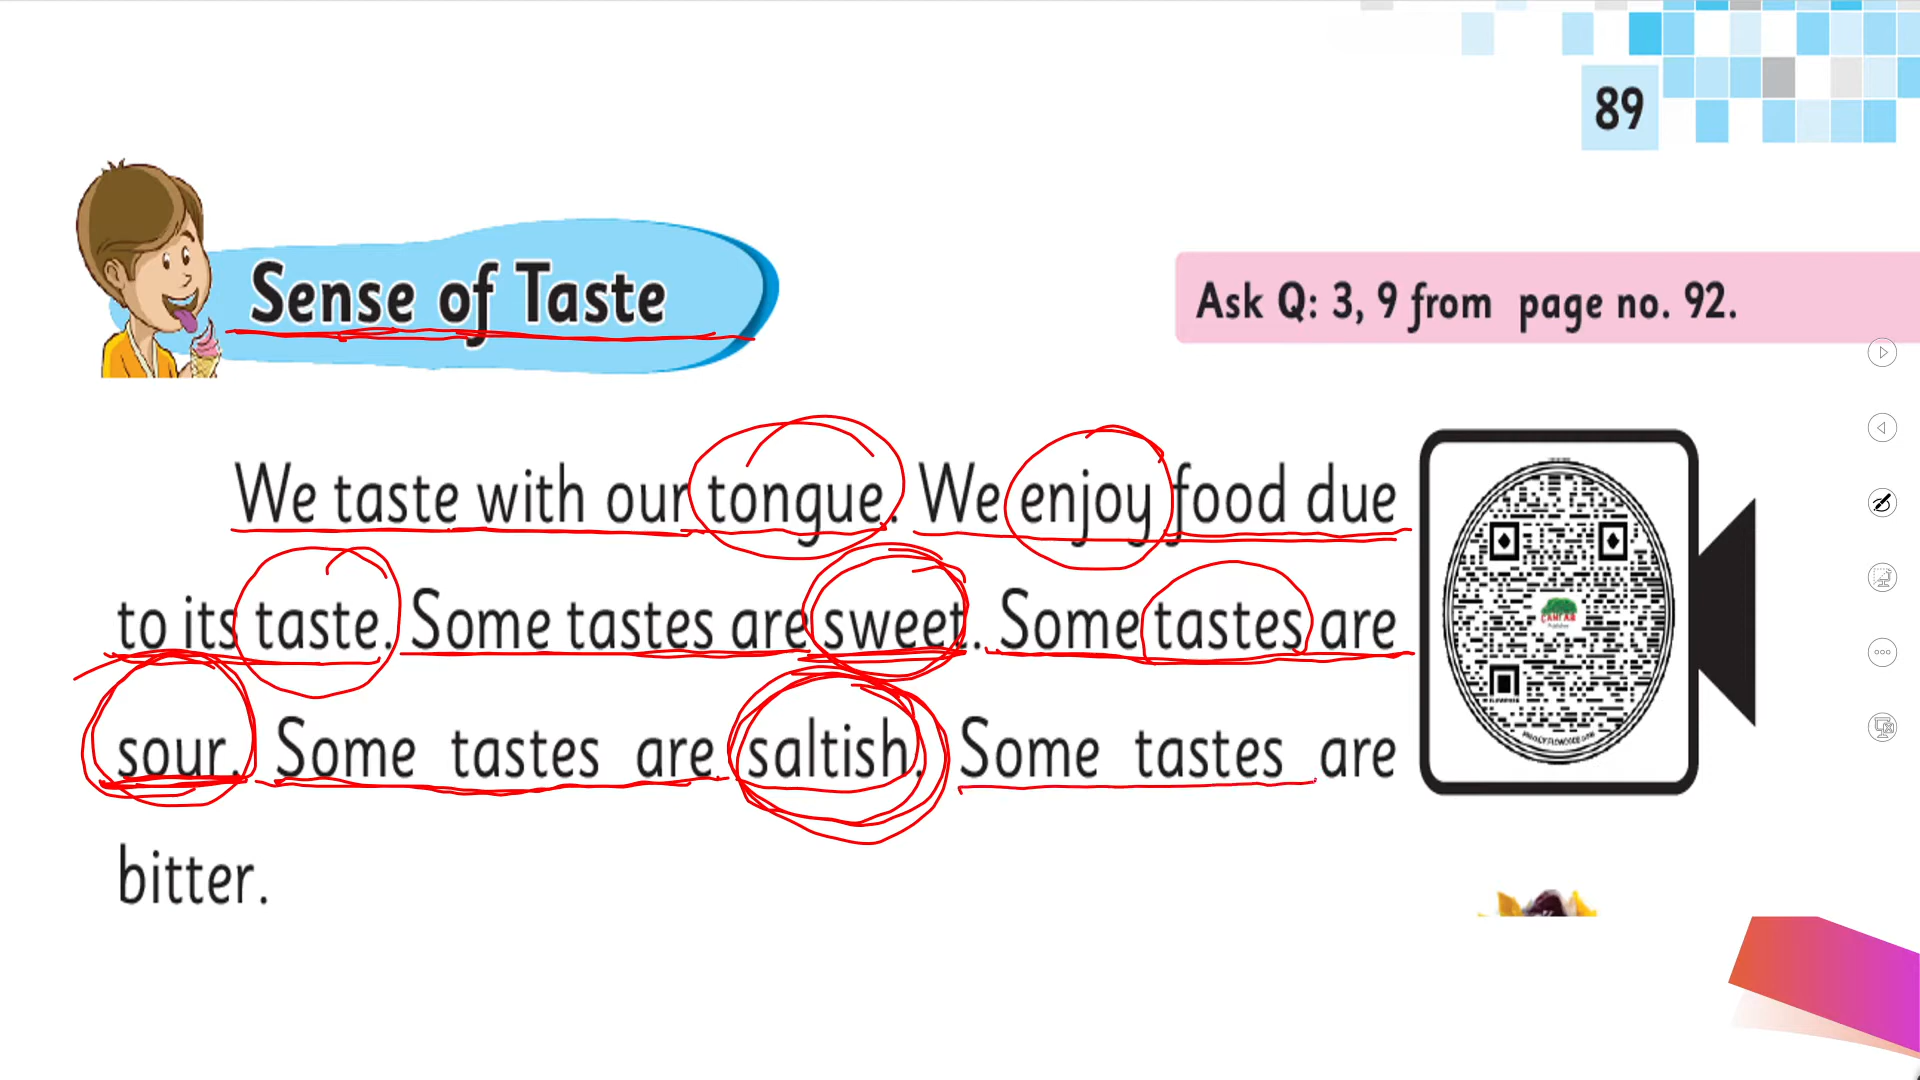 89
Sense of Taste
Ask Q: 3, 9 from page no. 92.
We taste with our tongue. We enjoy food due
to its taste. Some tastes are sweet. Some tastes are
sour. Some tastes are saltish. Some tastes are
bitter.